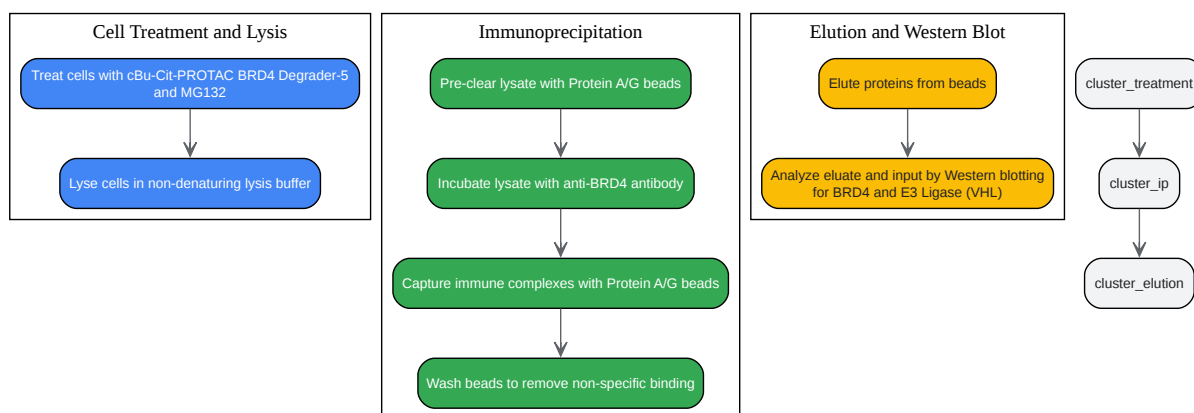 Cell Treatment and Lysis
Treat cells with cBu-Cit-PROTAC BRD4 Degrader-5
and MG132
Lyse cells in non-denaturing lysis buffer
Immunoprecipitation
Pre-clear lysate with Protein A/G beads
Incubate lysate with anti-BRD4 antibody
Capture immune complexes with Protein A/G beads
Wash beads to remove non-specific binding
Elution and Western Blot
Elute proteins from beads
Analyze eluate and input by Western blotting
for BRD4 and E3 Ligase (VHL)
cluster_treatment
cluster_ip
cluster_elution